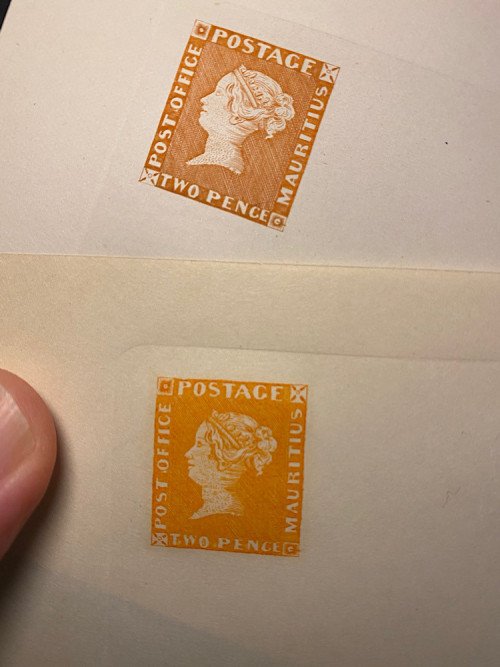 POSTAGE
POST OFFICE
MAURITIUS
TWO PENCE
POSTAGE
POST OFFICE
MAURITIUS
TWO PENCE